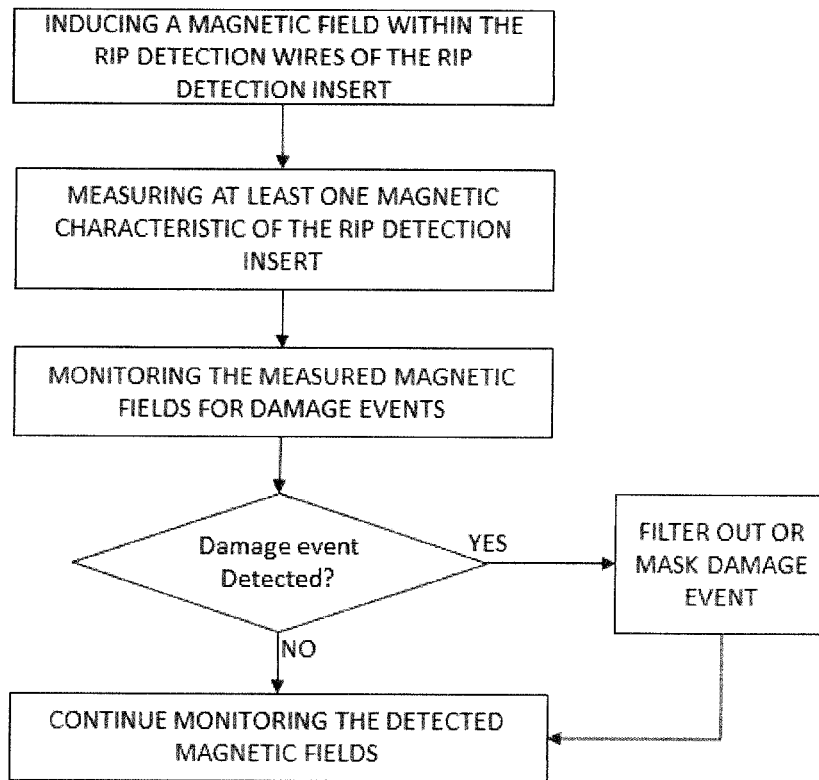 INDUCING A MAGNETIC FIELD WITHIN THE
RIP DETECTION WIRES OF THE RIP
DETECTION INSERT
MEASURING AT LEAST ONE MAGNETIC
CHARACTERISTIC OF THE RIP DETECTION
INSERT
MONITORING THE MEASURED MAGNETIC
FIELDS FOR DAMAGE EVENTS
Damage event
Detected?
YES
FILTER OUT OR
MASK DAMAGE
EVENT
NO
CONTINUE MONITORING THE DETECTED
MAGNETIC FIELDS